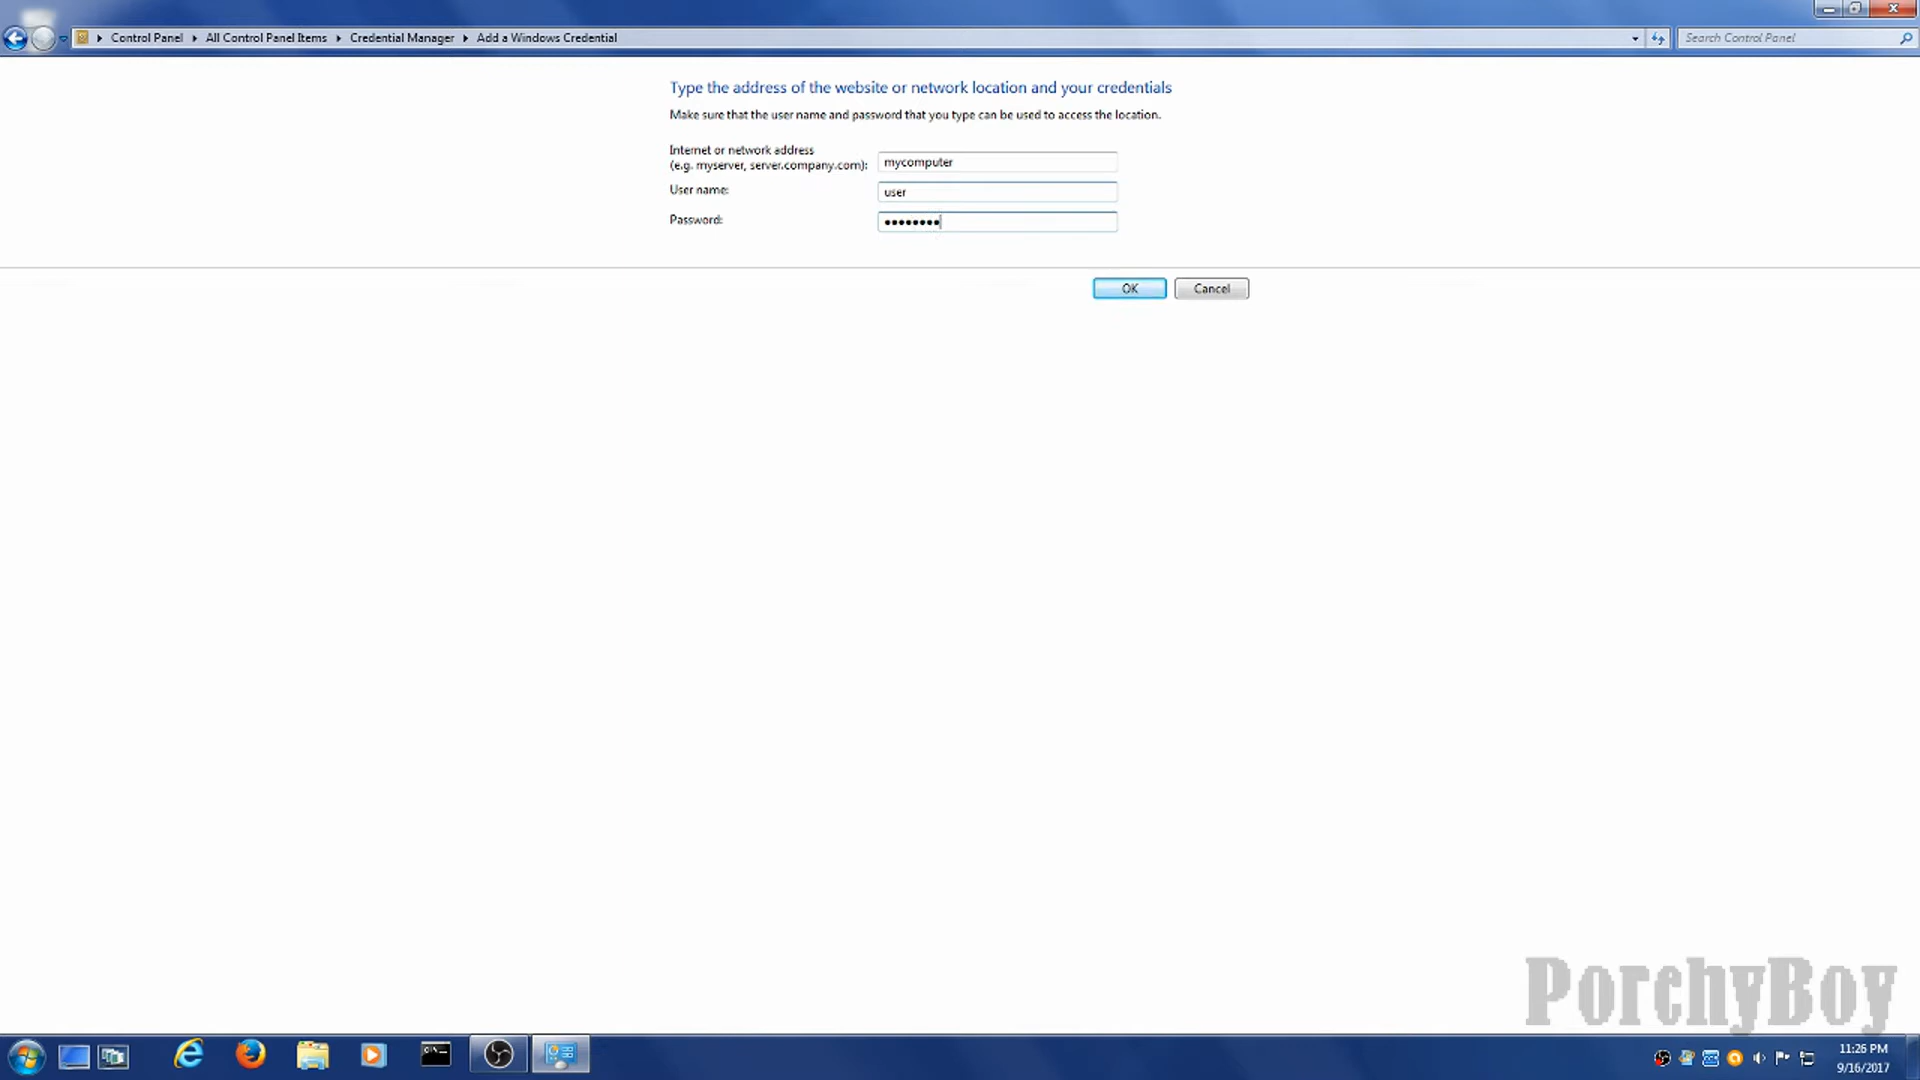 Control Panel All Control Panel Items Credential Manager Add a Windows Credential
Search Control Panel
Type the address of the website or network location and your credentials
Make sure that the user name and password that you type can be used to access the location.
Internet or network address
(e.g. myserver, server.company.com): mycomputer
User name: user
Password: ••••••••
OK Cancel
PorchyBoy
11:26 PM
9/16/2017